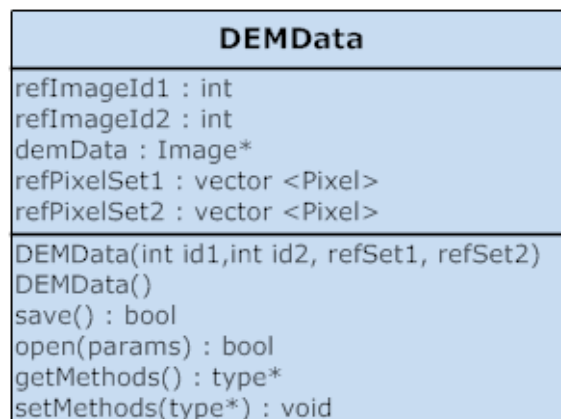 DEMData
refImageId1 : int
refImageId2 : int
demData : Image*
refPixelSet1 : vector <Pixel>
refPixelSet2 : vector <Pixel>
DEMData(int id1,int id2, refSet1, refSet2)
DEMData()
save() : bool
open(params) : bool
getMethods() : type*
setMethods(type*) : void